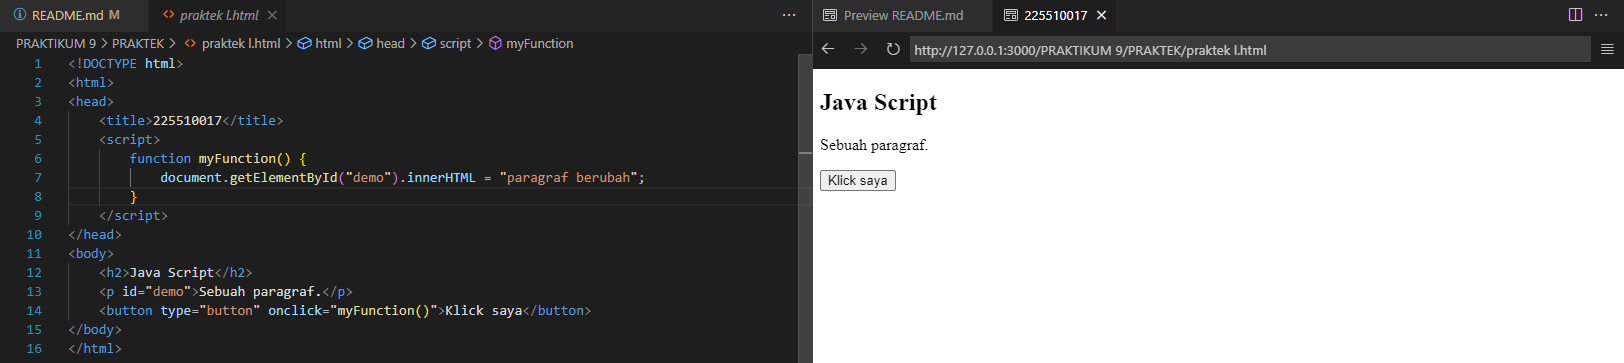 README.md M
praktek l.html
PRAKTIKUM 9 > PRAKTEK > praktek l.html > html > head > script > myFunction
1 <!DOCTYPE html>
2 <html>
3 <head>
4 <title>225510017</title>
5 <script>
6 function myFunction() {
7 document.getElementById("demo").innerHTML = "paragraf berubah";
8 }
9 </script>
10 </head>
11 <body>
12 <h2>Java Script</h2>
13 <p id="demo">Sebuah paragraf.</p>
14 <button type="button" onclick="myFunction()">Klick saya</button>
15 </body>
16 </html>
Preview README.md
225510017
http://127.0.0.1:3000/PRAKTIKUM 9/PRAKTEK/praktek l.html
Java Script
Sebuah paragraf.
Klick saya